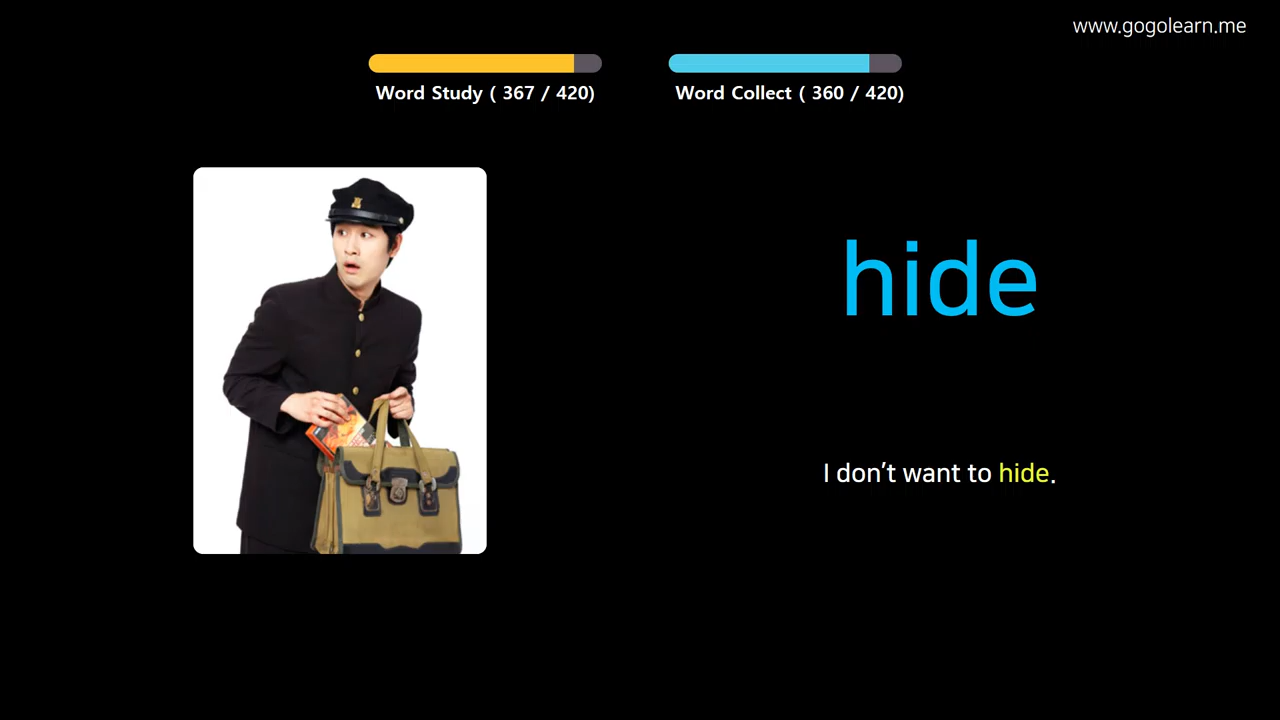 www.gogolearn.me
Word Study ( 367 / 420)
Word Collect ( 360 / 420)
hide
I don’t want to hide.